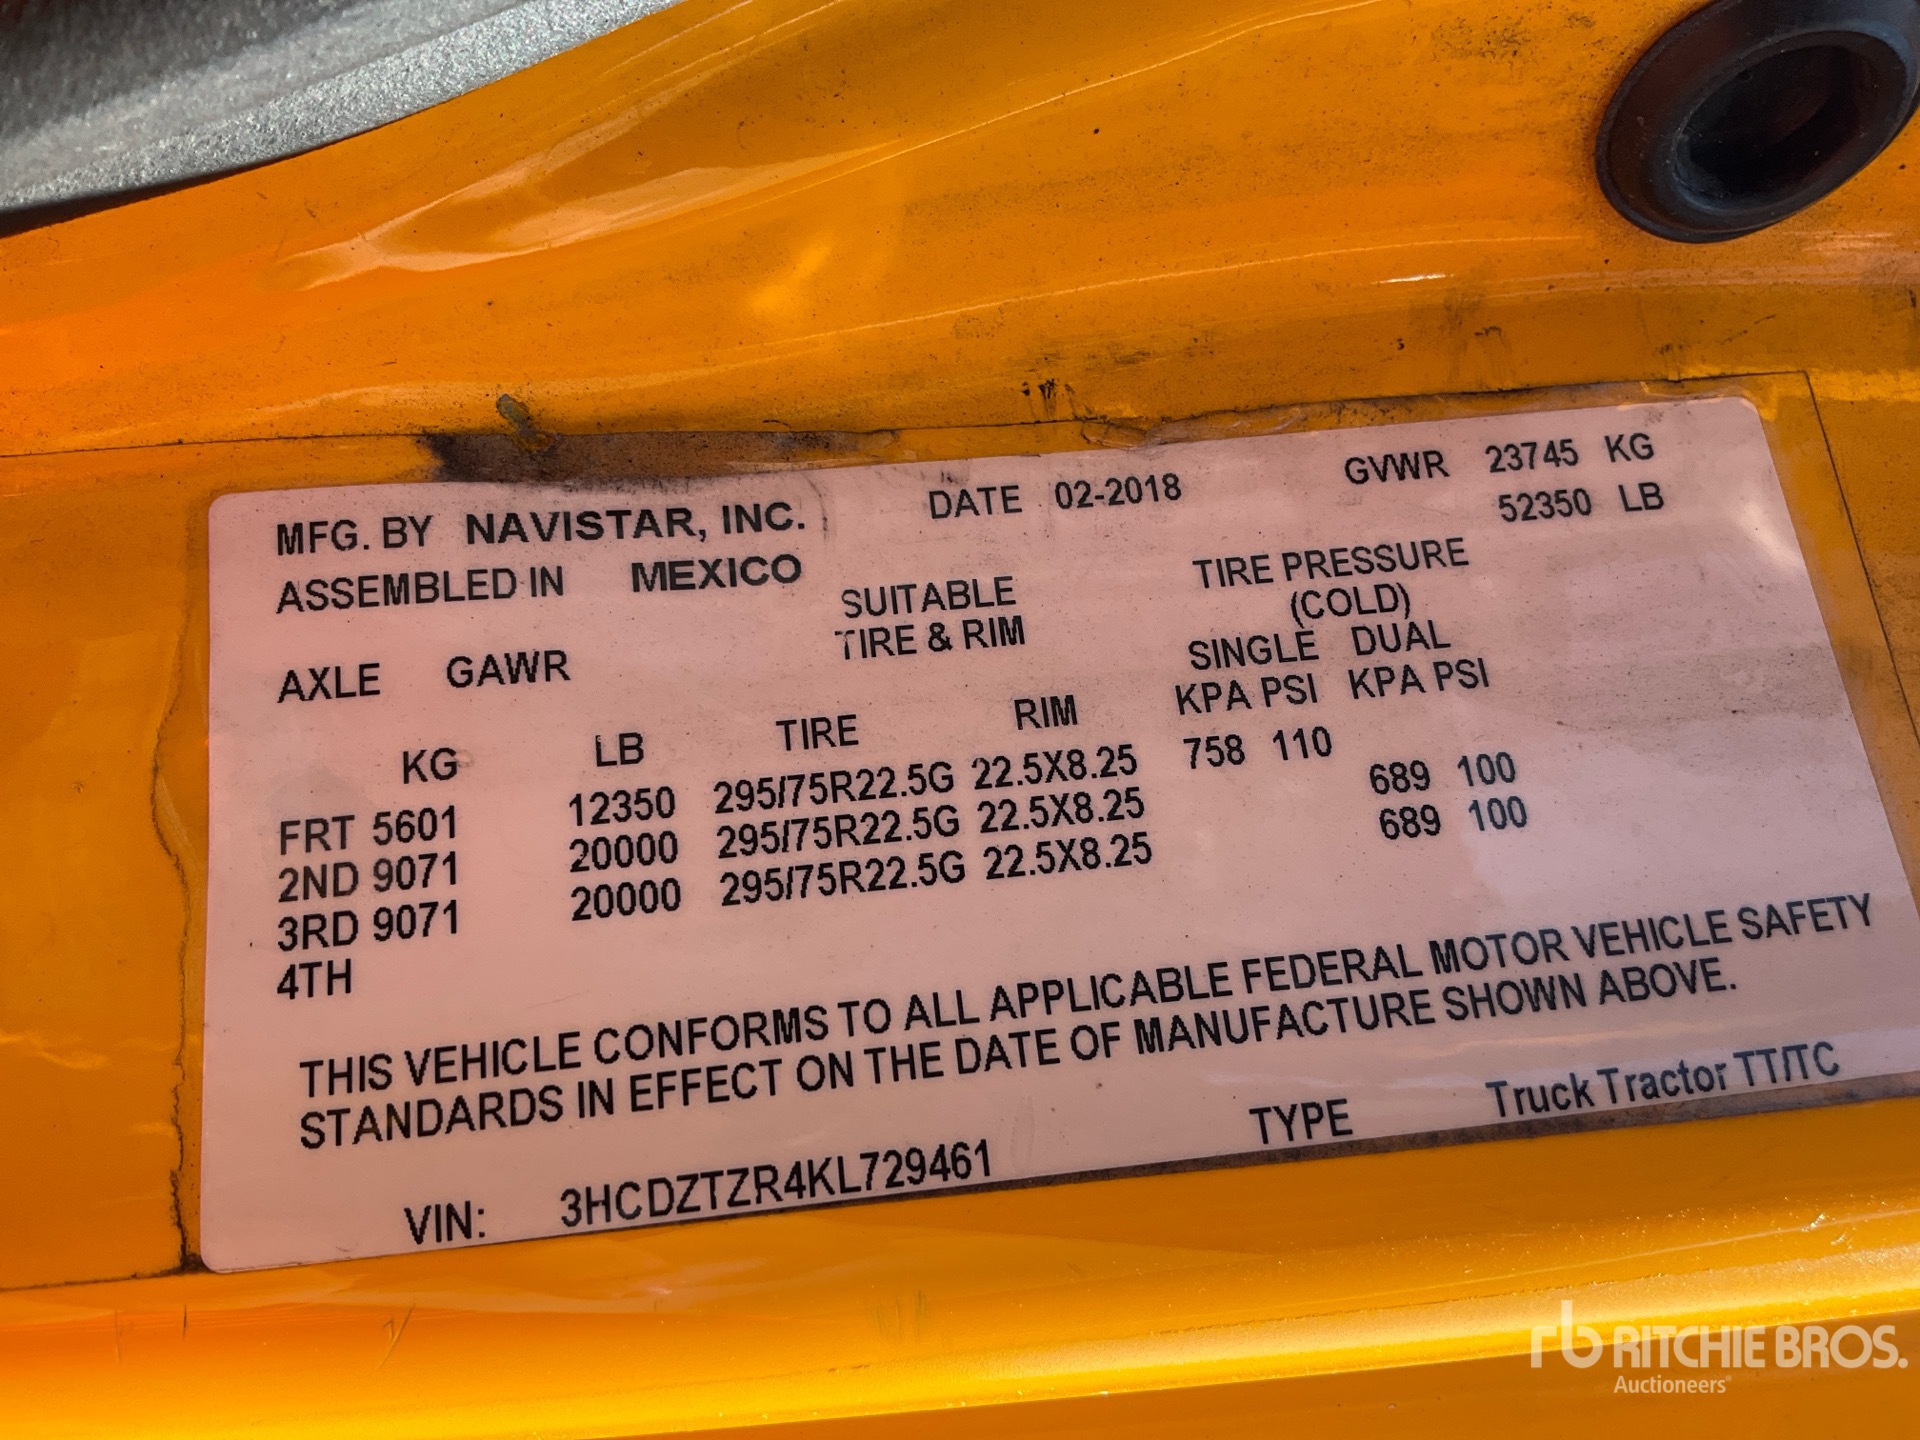 MFG. BY NAVISTAR, INC. DATE 02-2018 GVWR 23745 KG
52350 LB
ASSEMBLED IN MEXICO
SUITABLE TIRE PRESSURE
TIRE & RIM (COLD)
AXLE GAWR SINGLE DUAL
KPA PSI KPA PSI
KG LB TIRE RIM
FRT 5601 12350 295/75R22.5G 22.5X8.25 758 110
2ND 9071 20000 295/75R22.5G 22.5X8.25 689 100
3RD 9071 20000 295/75R22.5G 22.5X8.25 689 100
4TH
THIS VEHICLE CONFORMS TO ALL APPLICABLE FEDERAL MOTOR VEHICLE SAFETY
STANDARDS IN EFFECT ON THE DATE OF MANUFACTURE SHOWN ABOVE.
VIN: 3HCDZTZR4KL729461 TYPE Truck Tractor TT/TC
rb RITCHIE BROS.
Auctioneers